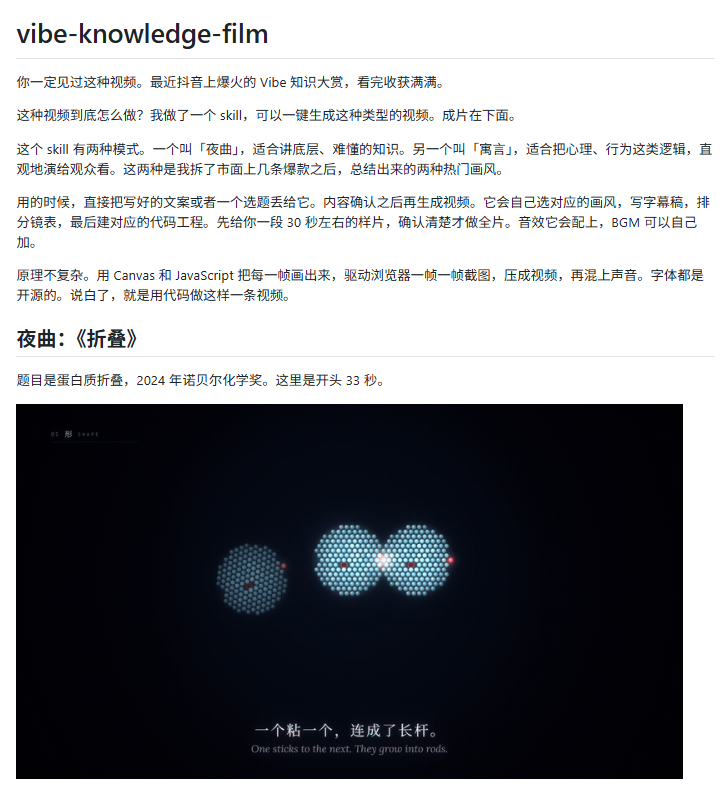 vibe-knowledge-film
你一定见过这种视频。最近抖音上爆火的 Vibe 知识大赏，看完收获满满。
这种视频到底怎么做？我做了一个 skill，可以一键生成这种类型的视频。成片在下面。
这个 skill 有两种模式。一个叫「夜曲」，适合讲底层、难懂的知识。另一个叫「寓言」，适合把心理、行为这类逻辑，直
观地演给观众看。这两种是我拆了市面上几条爆款之后，总结出来的两种热门画风。
用的时候，直接把写好的文案或者一个选题丢给它。内容确认之后再生成视频。它会自己选对应的画风，写字幕稿，排
分镜表，最后建对应的代码工程。先给你一段 30 秒左右的样片，确认清楚才做全片。音效它会配上，BGM 可以自己
加。
原理不复杂。用 Canvas 和 JavaScript 把每一帧画出来，驱动浏览器一帧一帧截图，压成视频，再混上声音。字体都是
开源的。说白了，就是用代码做这样一条视频。
夜曲：《折叠》
题目是蛋白质折叠，2024 年诺贝尔化学奖。这里是开头 33 秒。
形 SHAPE
一个粘一个，连成了长杆。
One sticks to the next. They grow into rods.